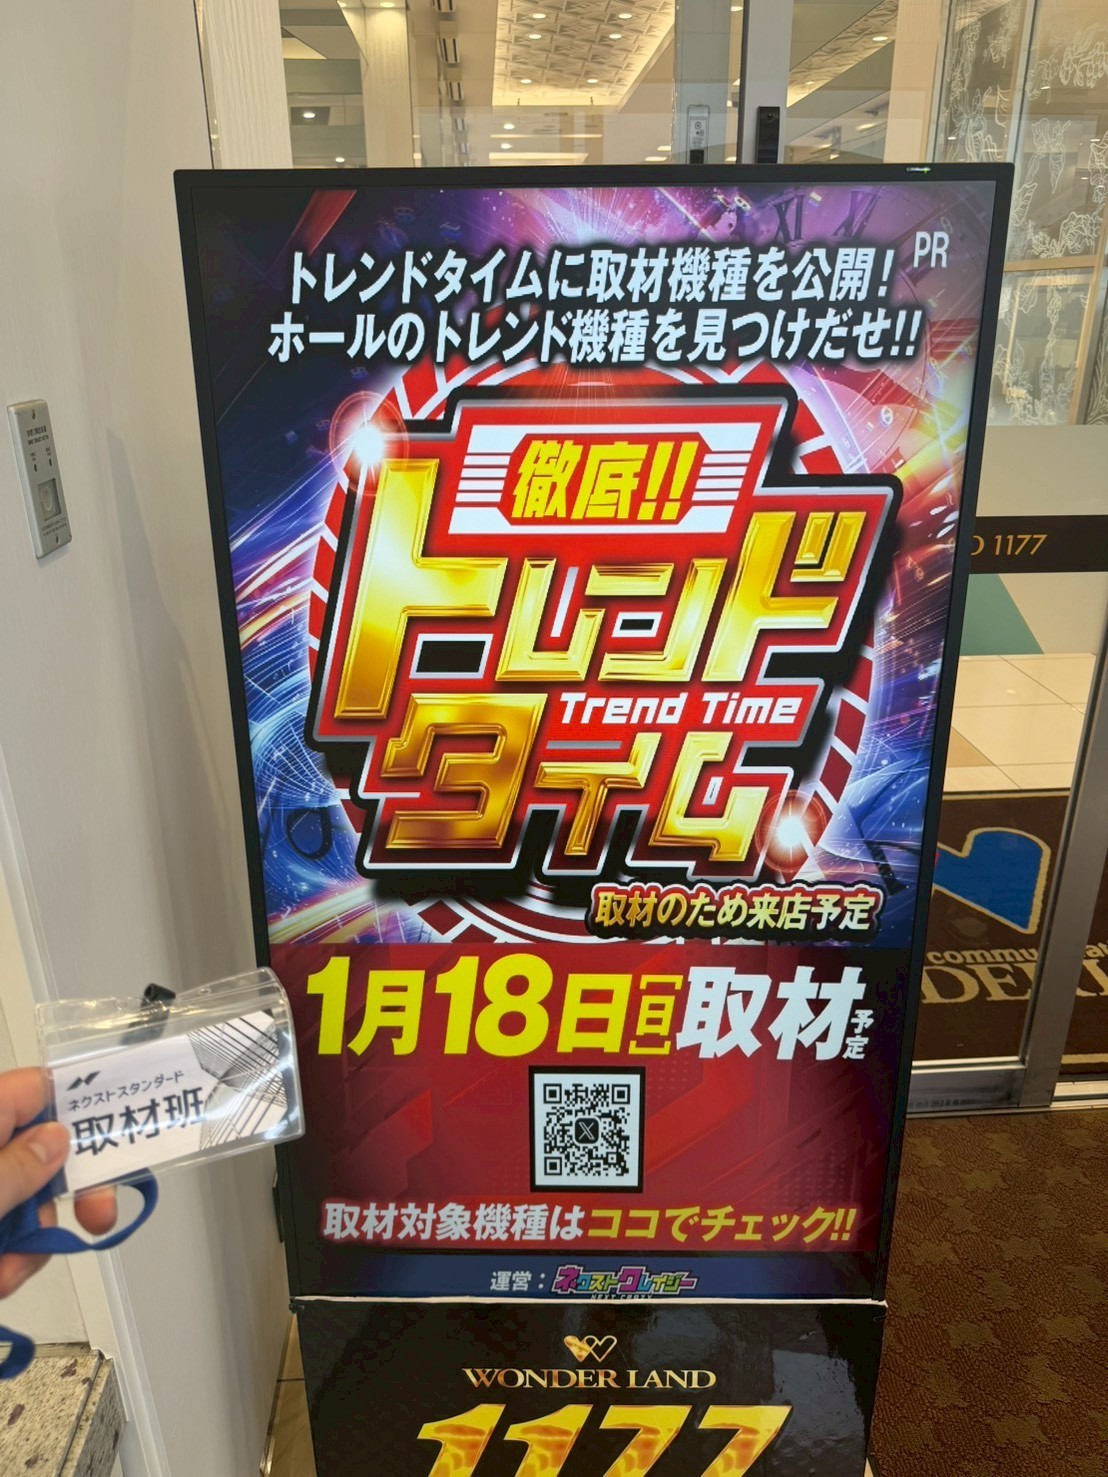 PR
トレンドタイムに取材機種を公開!
ホールのトレンド機種を見つけだせ!!
徹底!!
トレンド
Trend Time
タイム
取材のため来店予定
1月18日[日]取材予定
取材対象機種はココでチェック!!
運営：ネクストクレイジー
NEXT CRAZY
WONDER LAND
1177
ネクストスタンダード
取材班
1177
commu